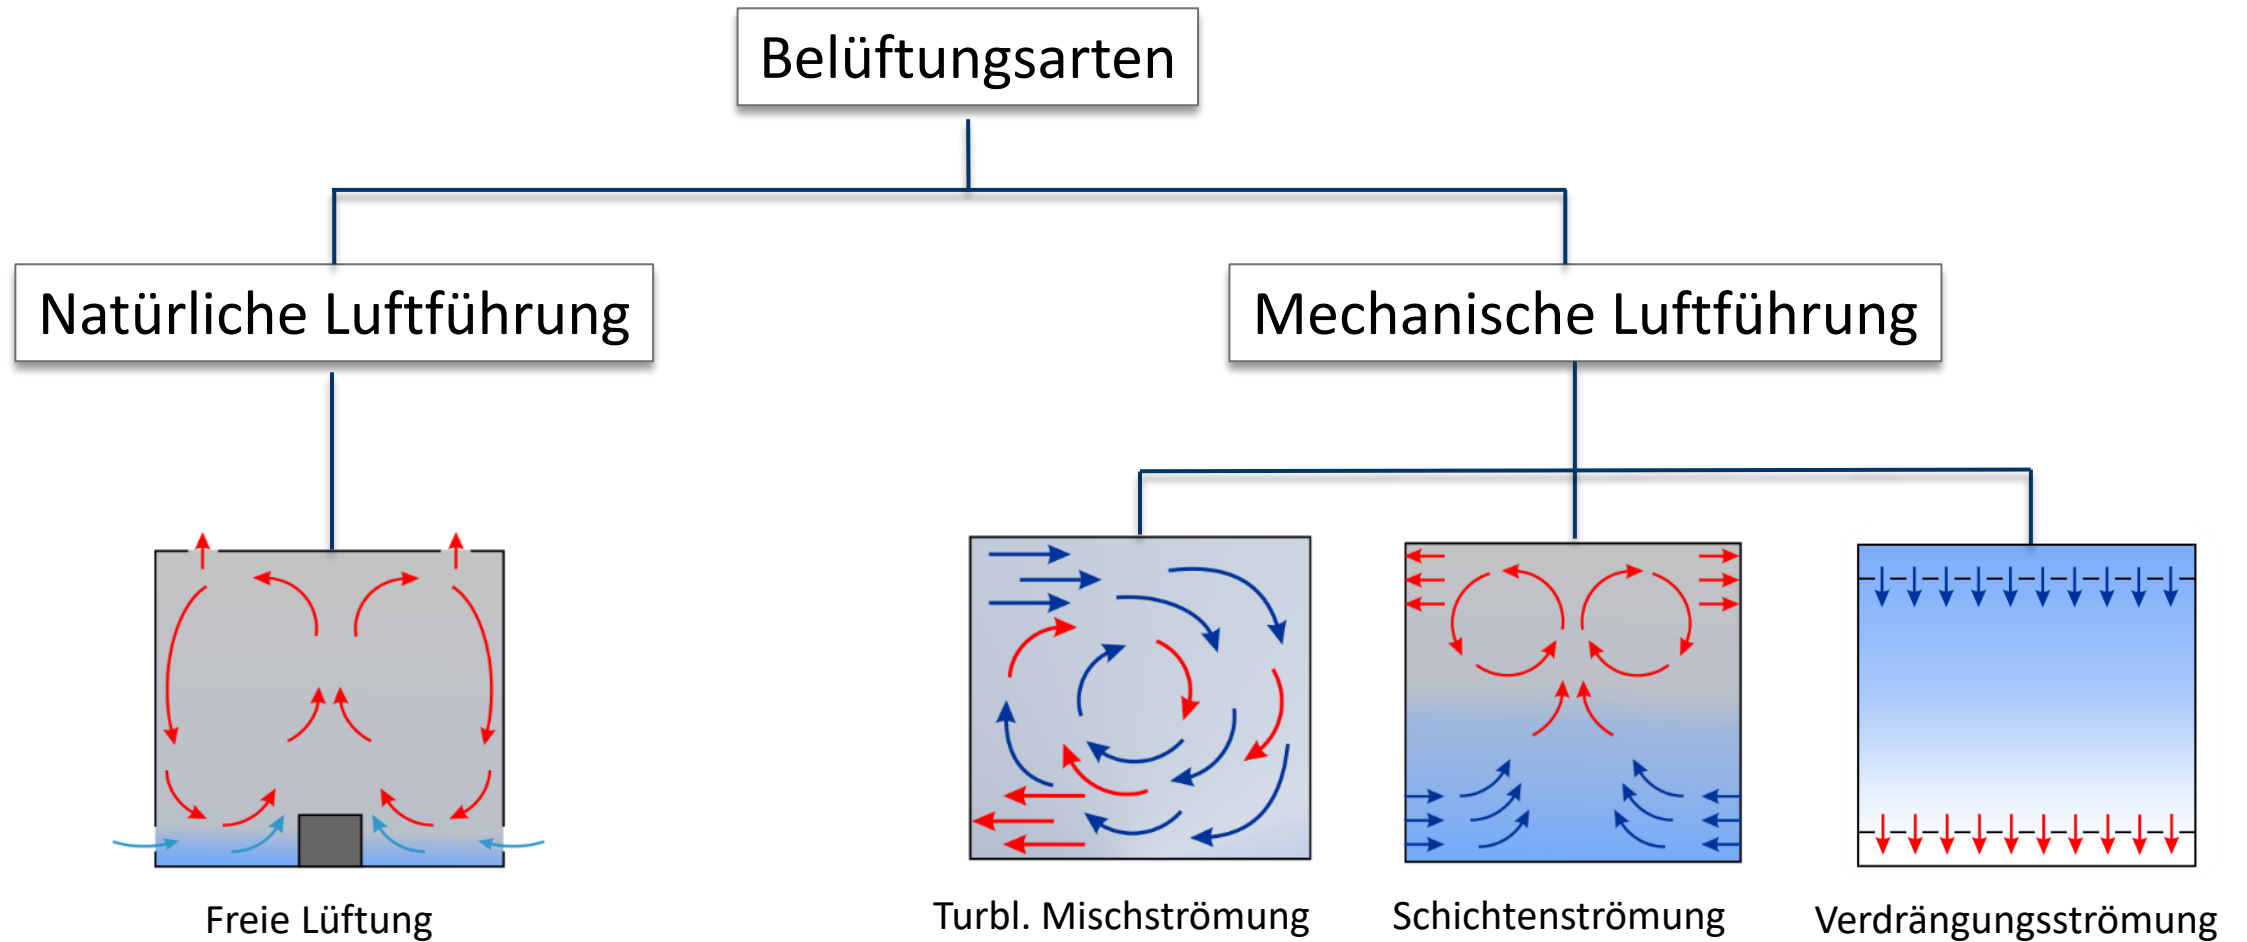 Belüftungsarten
Natürliche Luftführung
Mechanische Luftführung
Freie Lüftung
Turbl. Mischströmung
Schichtenströmung
Verdrängungsströmung